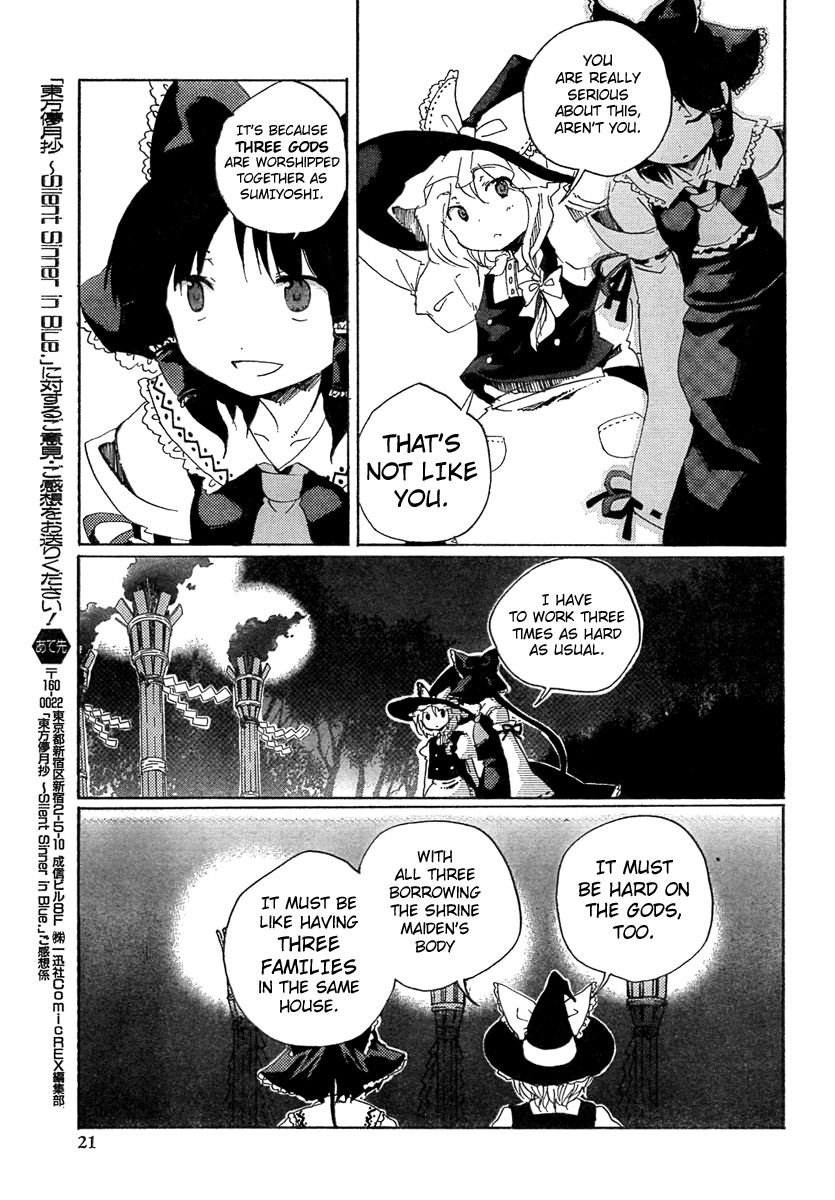 YOU
ARE REALLY
SERIOUS
ABOUT THIS,
AREN'T YOU.
THAT'S
NOT LIKE
YOU.
IT'S BECAUSE
THREE GODS
ARE WORSHIPPED
TOGETHER AS
SUMIYOSHI.
I HAVE
TO WORK THREE
TIMES AS HARD
AS USUAL.
IT MUST
BE HARD ON
THE GODS,
TOO.
WITH
ALL THREE
BORROWING
THE SHRINE
MAIDEN'S
BODY
IT MUST BE
LIKE HAVING
THREE
FAMILIES
IN THE SAME
HOUSE.
「東方儚月抄 〜Silent Sinner in Blue.」に対するご意見・ご感想をお送りください!
あて先
〒160-0022
東京都新宿区新宿2-5-10 成信ビル8F ㈱一迅社ComicREX編集部
「東方儚月抄 〜Silent Sinner in Blue.」ご感想係
21